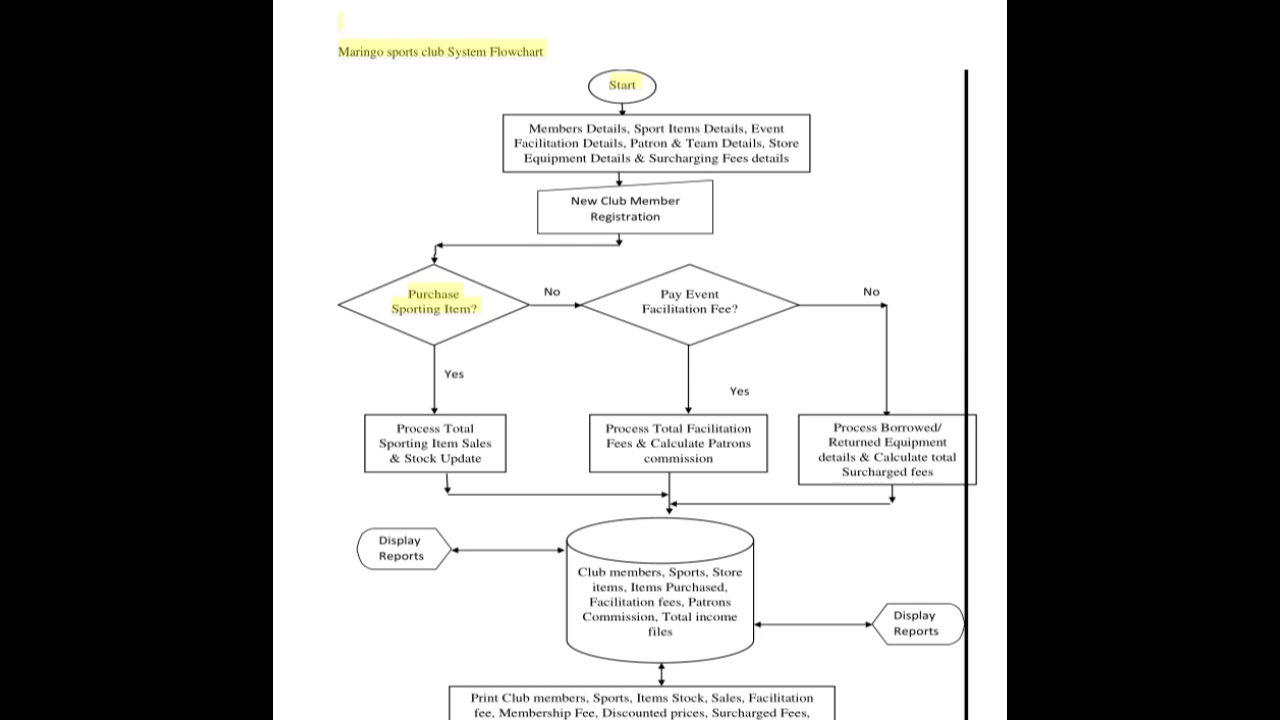 Maringo sports club System Flowchart
Start
Members Details, Sport Items Details, Event
Facilitation Details, Patron & Team Details, Store
Equipment Details & Surcharging Fees details
New Club Member
Registration
Purchase
Sporting Item?
No
Pay Event
Facilitation Fee?
No
Yes
Yes
Process Total
Sporting Item Sales
& Stock Update
Process Total Facilitation
Fees & Calculate Patrons
commission
Process Borrowed/
Returned Equipment
details & Calculate total
Surcharged fees
Display
Reports
Club members, Sports, Store
items, Items Purchased,
Facilitation fees, Patrons
Commission, Total income
files
Display
Reports
Print Club members, Sports, Items Stock, Sales, Facilitation
fee, Membership Fee, Discounted prices, Surcharged Fees,